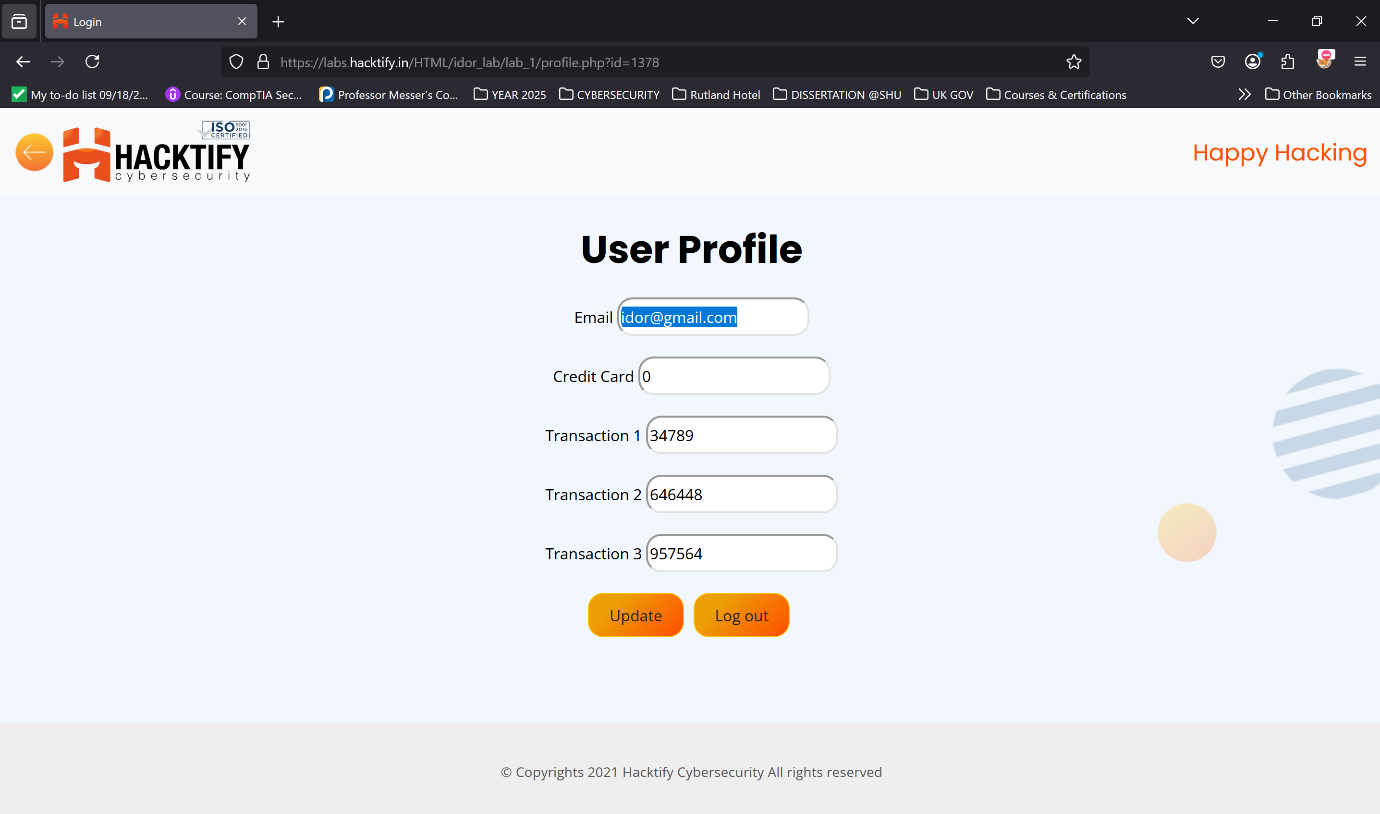 Login
https://labs.hacktify.in/HTML/idor_lab/lab_1/profile.php?id=1378
My to-do list 09/18/2... Course: CompTIA Sec... Professor Messer's Co... YEAR 2025 CYBERSECURITY Rutland Hotel DISSERTATION @SHU UK GOV Courses & Certifications Other Bookmarks
ISO 9001 2015
CERTIFIED
HACKTIFY
cybersecurity
Happy Hacking
User Profile
Email idor@gmail.com
Credit Card 0
Transaction 1 34789
Transaction 2 646448
Transaction 3 957564
Update Log out
© Copyrights 2021 Hacktify Cybersecurity All rights reserved